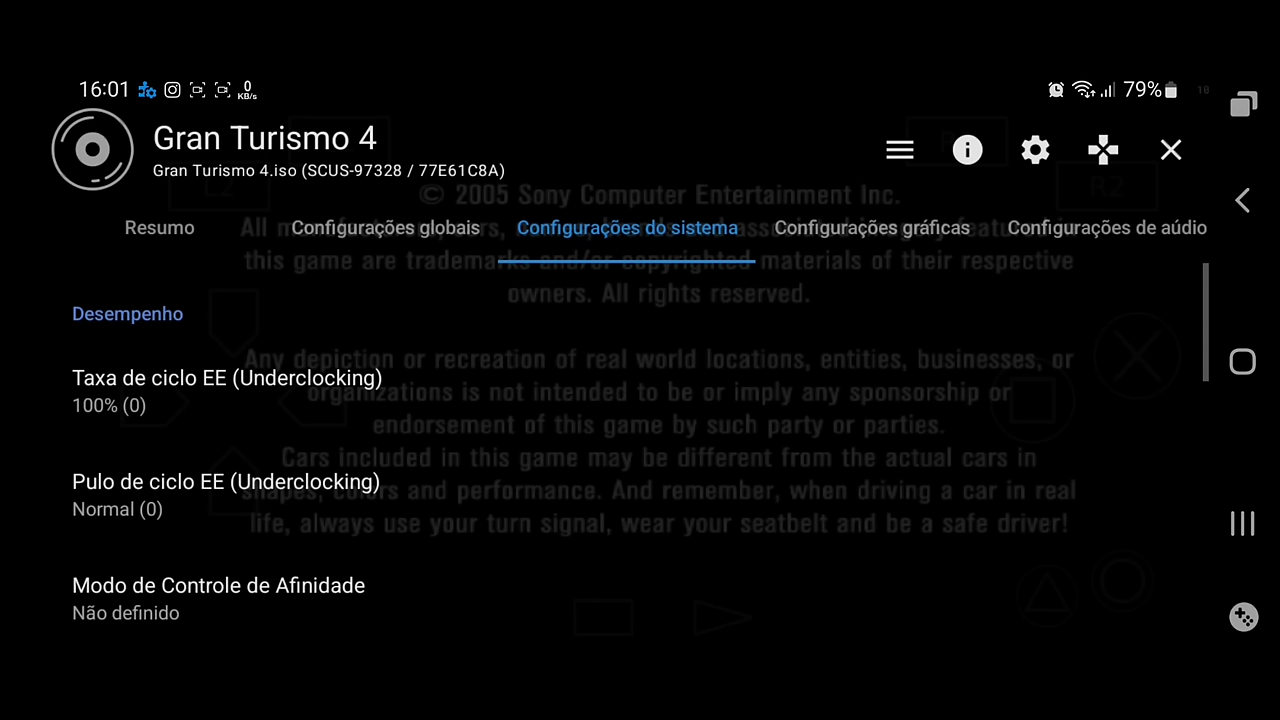 16:01
0
KB/s
79%
18
Gran Turismo 4
Gran Turismo 4.iso (SCUS-97328 / 77E61C8A)
R2
© 2005 Sony Computer Entertainment Inc.
Resumo
Configurações globais
Configurações do sistema
Configurações gráficas
Configurações de áudio
All
this game are trademarks and/or copyrighted materials of their respective
owners. All rights reserved.
Desempenho
Any depiction or recreation of real world locations, entities, businesses, or
Taxa de ciclo EE (Underclocking)
organizations is not intended to be or imply any sponsorship or
100% (0)
endorsement of this game by such party or parties.
Cars included in this game may be different from the actual cars in
Pulo de ciclo EE (Underclocking)
shapes, colors and performance. And remember, when driving a car in real
Normal (0)
life, always use your turn signal, wear your seatbelt and be a safe driver!
Modo de Controle de Afinidade
Não definido